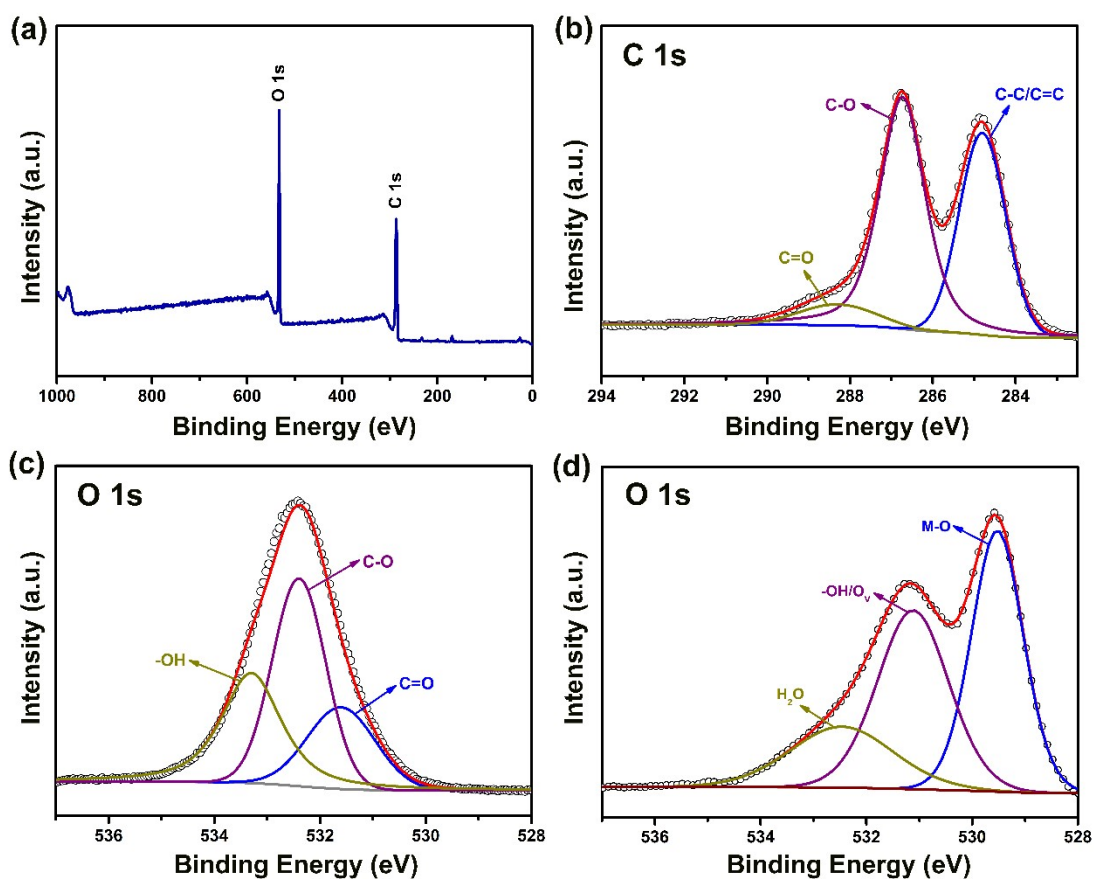 (a)
O 1s
C 1s
Intensity (a.u.)
1000 800 600 400 200 0
Binding Energy (eV)
(b)
C 1s
C-O
C-C/C=C
C=O
Intensity (a.u.)
294 292 290 288 286 284
Binding Energy (eV)
(c)
O 1s
C-O
-OH
C=O
Intensity (a.u.)
536 534 532 530 528
Binding Energy (eV)
(d)
O 1s
M-O
-OH/Oᵥ
H₂O
Intensity (a.u.)
536 534 532 530 528
Binding Energy (eV)